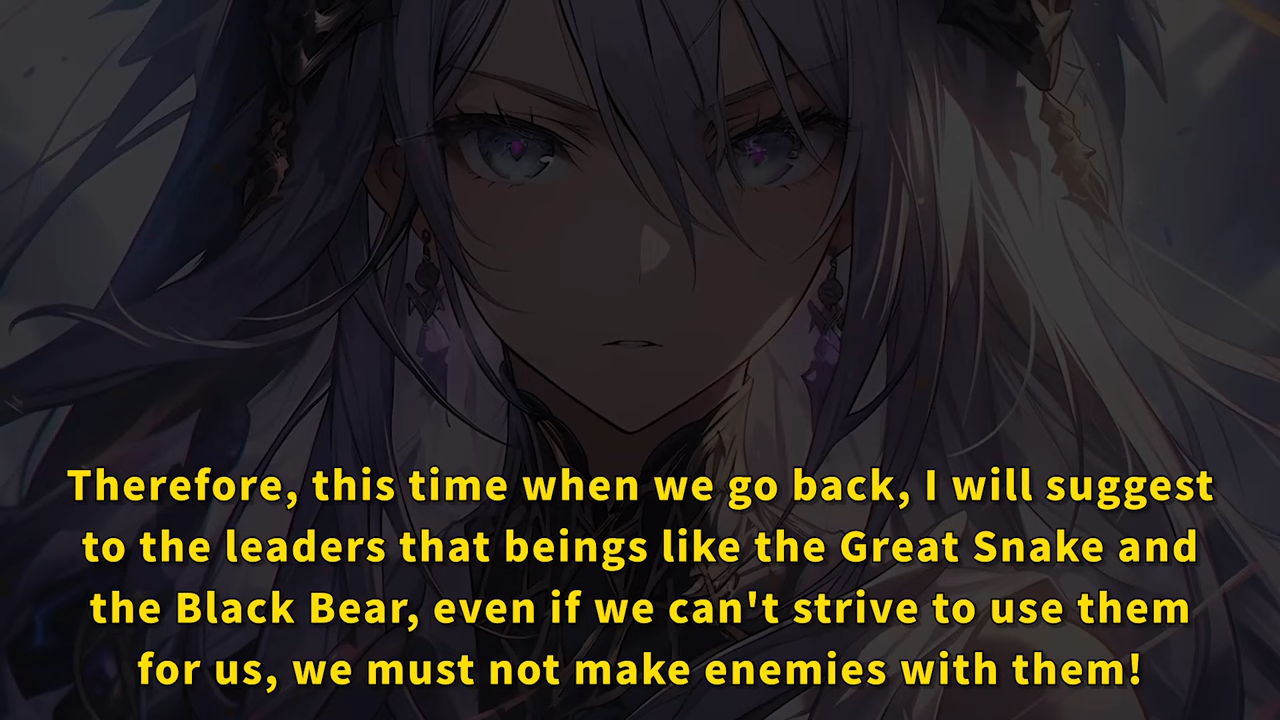 Therefore, this time when we go back, I will suggest
to the leaders that beings like the Great Snake and
the Black Bear, even if we can't strive to use them
for us, we must not make enemies with them!